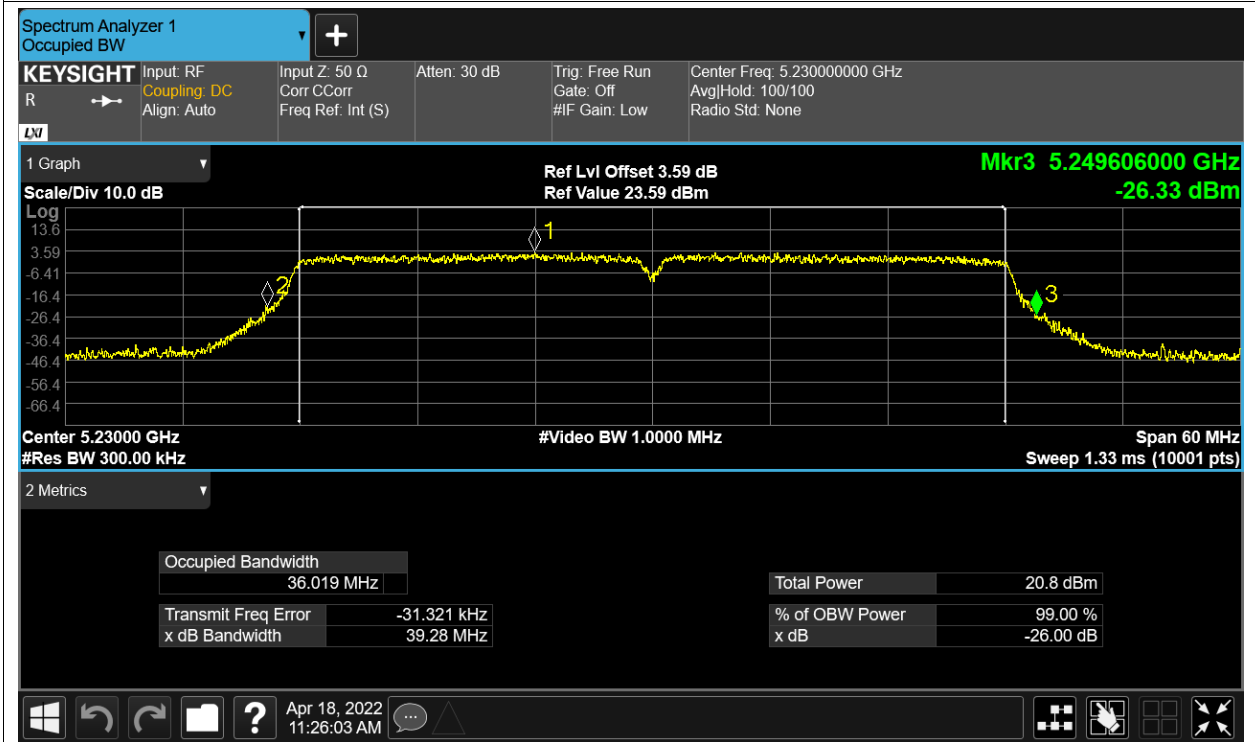 Spectrum Analyzer 1
Occupied BW
KEYSIGHT Input: RF Input Z: 50 Ω Atten: 30 dB Trig: Free Run Center Freq: 5.230000000 GHz
R Coupling: DC Corr CCorr Gate: Off Avg|Hold: 100/100
Align: Auto Freq Ref: Int (S) #IF Gain: Low Radio Std: None
LXI
1 Graph Ref Lvl Offset 3.59 dB Mkr3 5.249606000 GHz
Scale/Div 10.0 dB Ref Value 23.59 dBm -26.33 dBm
Log
13.6
3.59
-6.41
-16.4
-26.4
-36.4
-46.4
-56.4
-66.4
1
2
3
Center 5.23000 GHz #Video BW 1.0000 MHz Span 60 MHz
#Res BW 300.00 kHz Sweep 1.33 ms (10001 pts)
2 Metrics
Occupied Bandwidth
36.019 MHz Total Power 20.8 dBm
Transmit Freq Error -31.321 kHz % of OBW Power 99.00 %
x dB Bandwidth 39.28 MHz x dB -26.00 dB
? Apr 18, 2022
11:26:03 AM